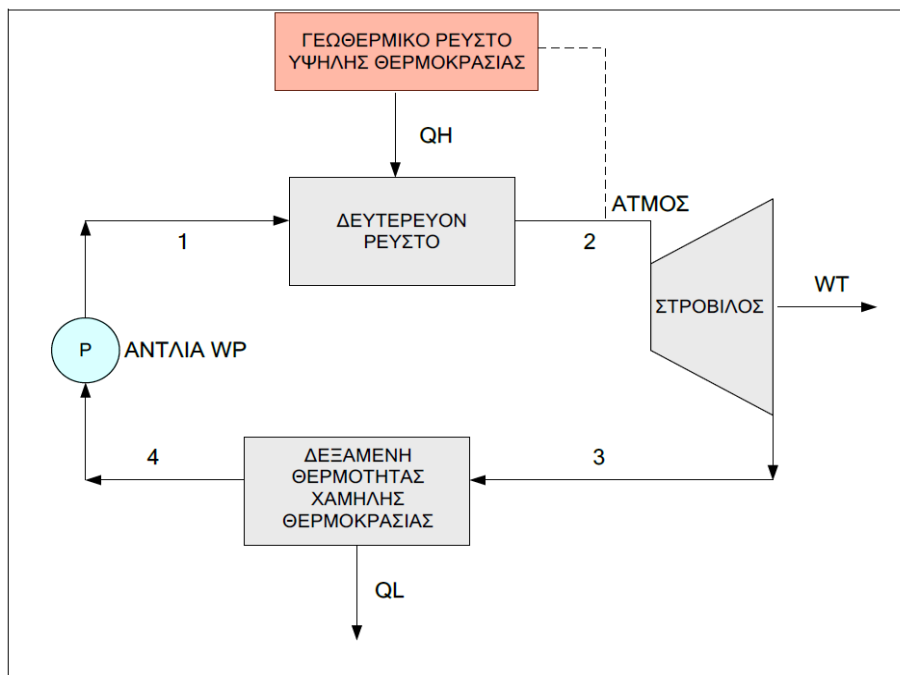 ΓΕΩΘΕΡΜΙΚΟ ΡΕΥΣΤΟ
ΥΨΗΛΗΣ ΘΕΡΜΟΚΡΑΣΙΑΣ
QH
ΑΤΜΟΣ
ΔΕΥΤΕΡΕΥΟΝ
ΡΕΥΣΤΟ
1
2
WT
ΣΤΡΟΒΙΛΟΣ
P
ΑΝΤΛΙΑ WP
4
ΔΕΞΑΜΕΝΗ
ΘΕΡΜΟΤΗΤΑΣ
ΧΑΜΗΛΗΣ
ΘΕΡΜΟΚΡΑΣΙΑΣ
3
QL